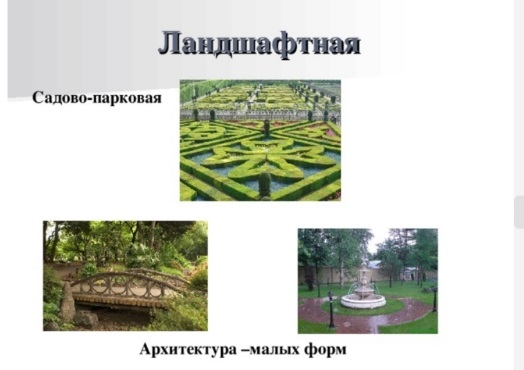 Ландшафтная
Садово-парковая
Архитектура –малых форм